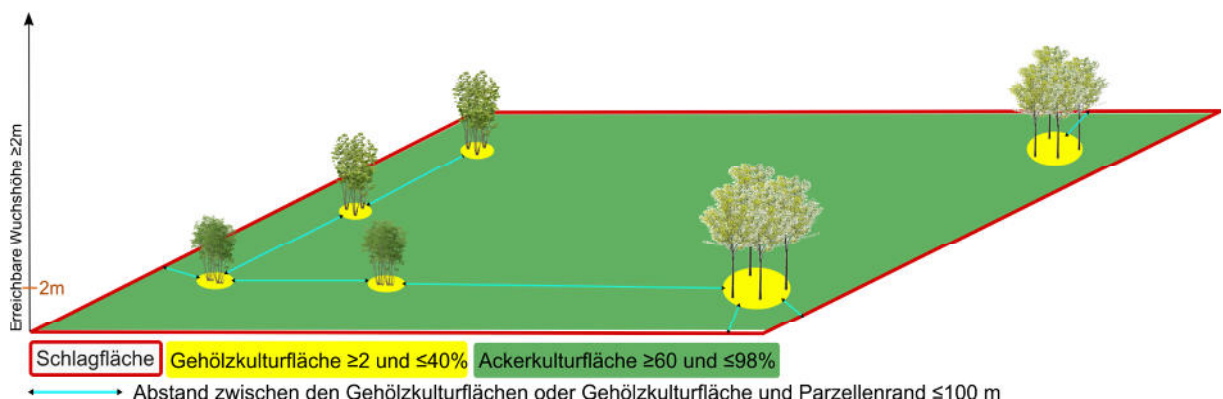 Erreichbare Wuchshöhe ≥22m
2m
Schlagfläche Gehölzkulturfläche ≥2 und ≤40% Ackerkulturfläche ≥60 und ≤98%
Abstand zwischen den Gehölzkulturflächen oder Gehölzkulturfläche und Parzellenrand ≤100 m